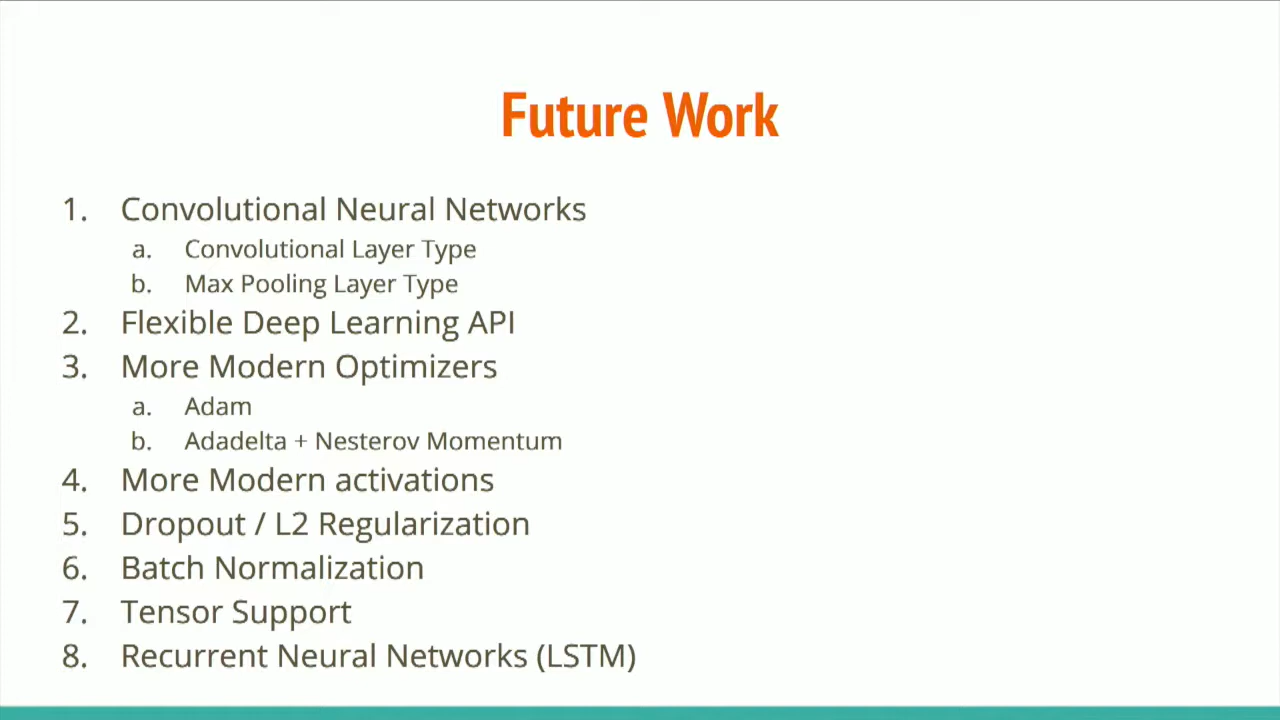 Future Work
1. Convolutional Neural Networks
a. Convolutional Layer Type
b. Max Pooling Layer Type
2. Flexible Deep Learning API
3. More Modern Optimizers
a. Adam
b. Adadelta + Nesterov Momentum
4. More Modern activations
5. Dropout / L2 Regularization
6. Batch Normalization
7. Tensor Support
8. Recurrent Neural Networks (LSTM)